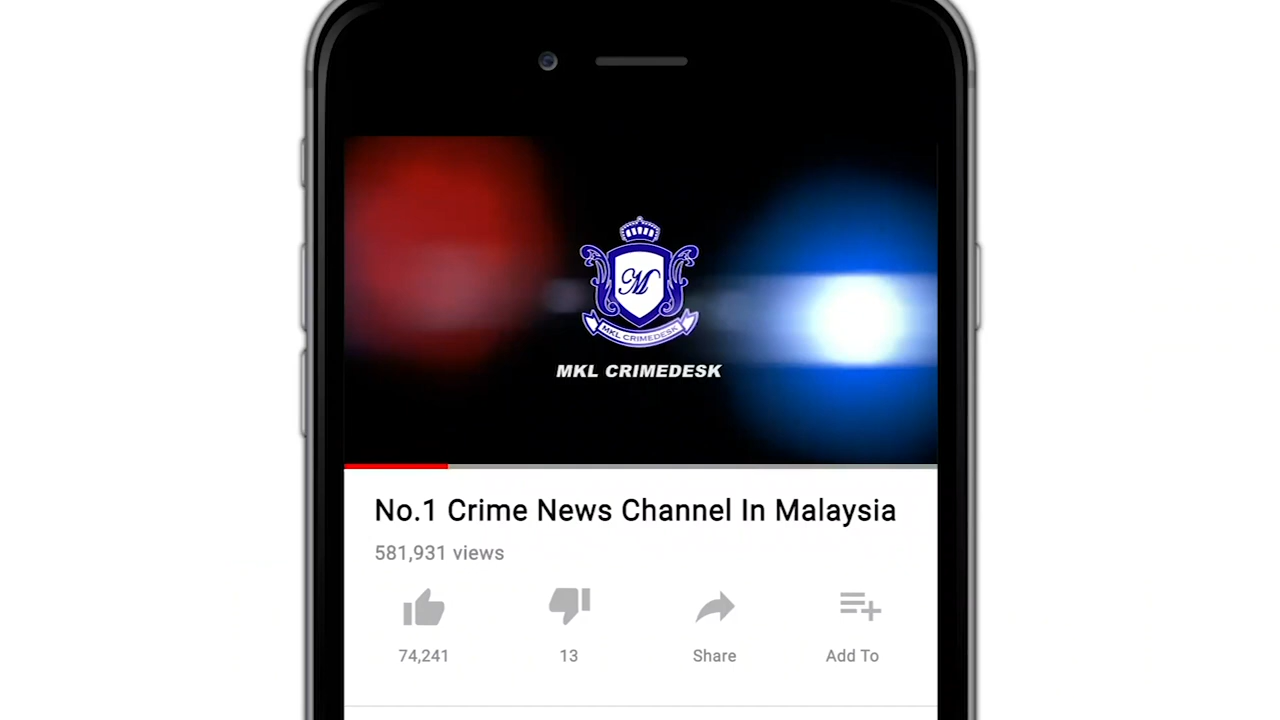 M
MKL CRIMEDESK
MKL CRIMEDESK
No.1 Crime News Channel In Malaysia
581,931 views
74,241
13
Share
Add To